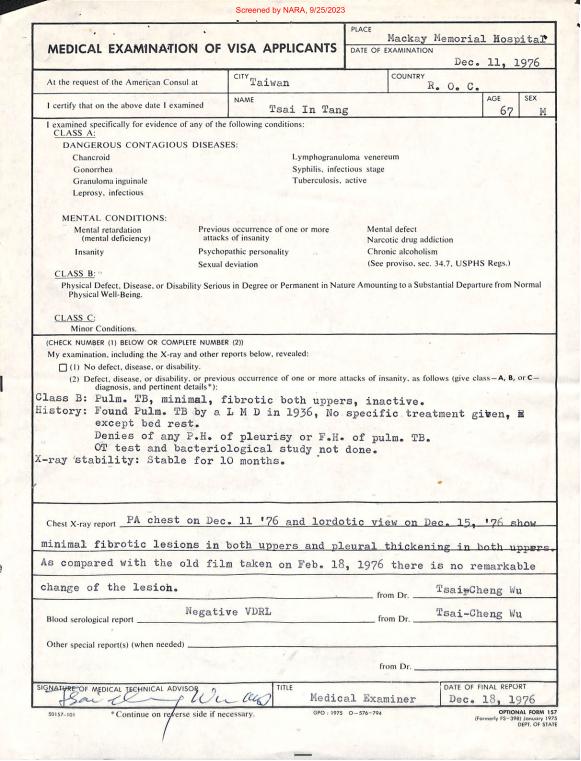 Screened by NARA, 9/25/2023
MEDICAL EXAMINATION OF VISA APPLICANTS
PLACE
Mackay Memorial Hospital
DATE OF EXAMINATION
Dec. 11, 1976
At the request of the American Consul at
CITY
Taiwan
COUNTRY
R. O. C.
I certify that on the above date I examined
NAME
Tsai In Tang
AGE
67
SEX
M
I examined specifically for evidence of any of the following conditions:
CLASS A:
DANGEROUS CONTAGIOUS DISEASES:
Chancroid
Gonorrhea
Granuloma inguinale
Leprosy, infectious
Lymphogranuloma venereum
Syphilis, infectious stage
Tuberculosis, active
MENTAL CONDITIONS:
Mental retardation
(mental deficiency)
Insanity
Previous occurrence of one or more
attacks of insanity
Psychopathic personality
Sexual deviation
Mental defect
Narcotic drug addiction
Chronic alcoholism
(See proviso, sec. 34.7, USPHS Regs.)
CLASS B:
Physical Defect, Disease, or Disability Serious in Degree or Permanent in Nature Amounting to a Substantial Departure from Normal
Physical Well-Being.
CLASS C:
Minor Conditions.
(CHECK NUMBER (1) BELOW OR COMPLETE NUMBER (2))
My examination, including the X-ray and other reports below, revealed:
(1) No defect, disease, or disability.
(2) Defect, disease, or disability, or previous occurrence of one or more attacks of insanity, as follows (give class—A, B, or C—
diagnosis, and pertinent details*):
Class B: Pulm. TB, minimal, fibrotic both uppers, inactive.
History: Found Pulm. TB by a L M D in 1936, No specific treatment given,
except bed rest.
Denies of any P.H. of pleurisy or F.H. of pulm. TB.
OT test and bacteriological study not done.
X-ray stability: Stable for 10 months.
Chest X-ray report PA chest on Dec. 11 '76 and lordotic view on Dec. 15, '76 show
minimal fibrotic lesions in both uppers and pleural thickening in both uppers.
As compared with the old film taken on Feb. 18, 1976 there is no remarkable
change of the lesion. from Dr. Tsai-Cheng Wu
Blood serological report Negative VDRL from Dr. Tsai-Cheng Wu
Other special report(s) (when needed)
from Dr.
SIGNATURE OF MEDICAL TECHNICAL ADVISOR
TITLE
Medical Examiner
DATE OF FINAL REPORT
Dec. 18, 1976
50157-101
*Continue on reverse side if necessary.
GPO : 1975 O-576-794
OPTIONAL FORM 157
(Formerly FS-398) January 1975
DEPT. OF STATE